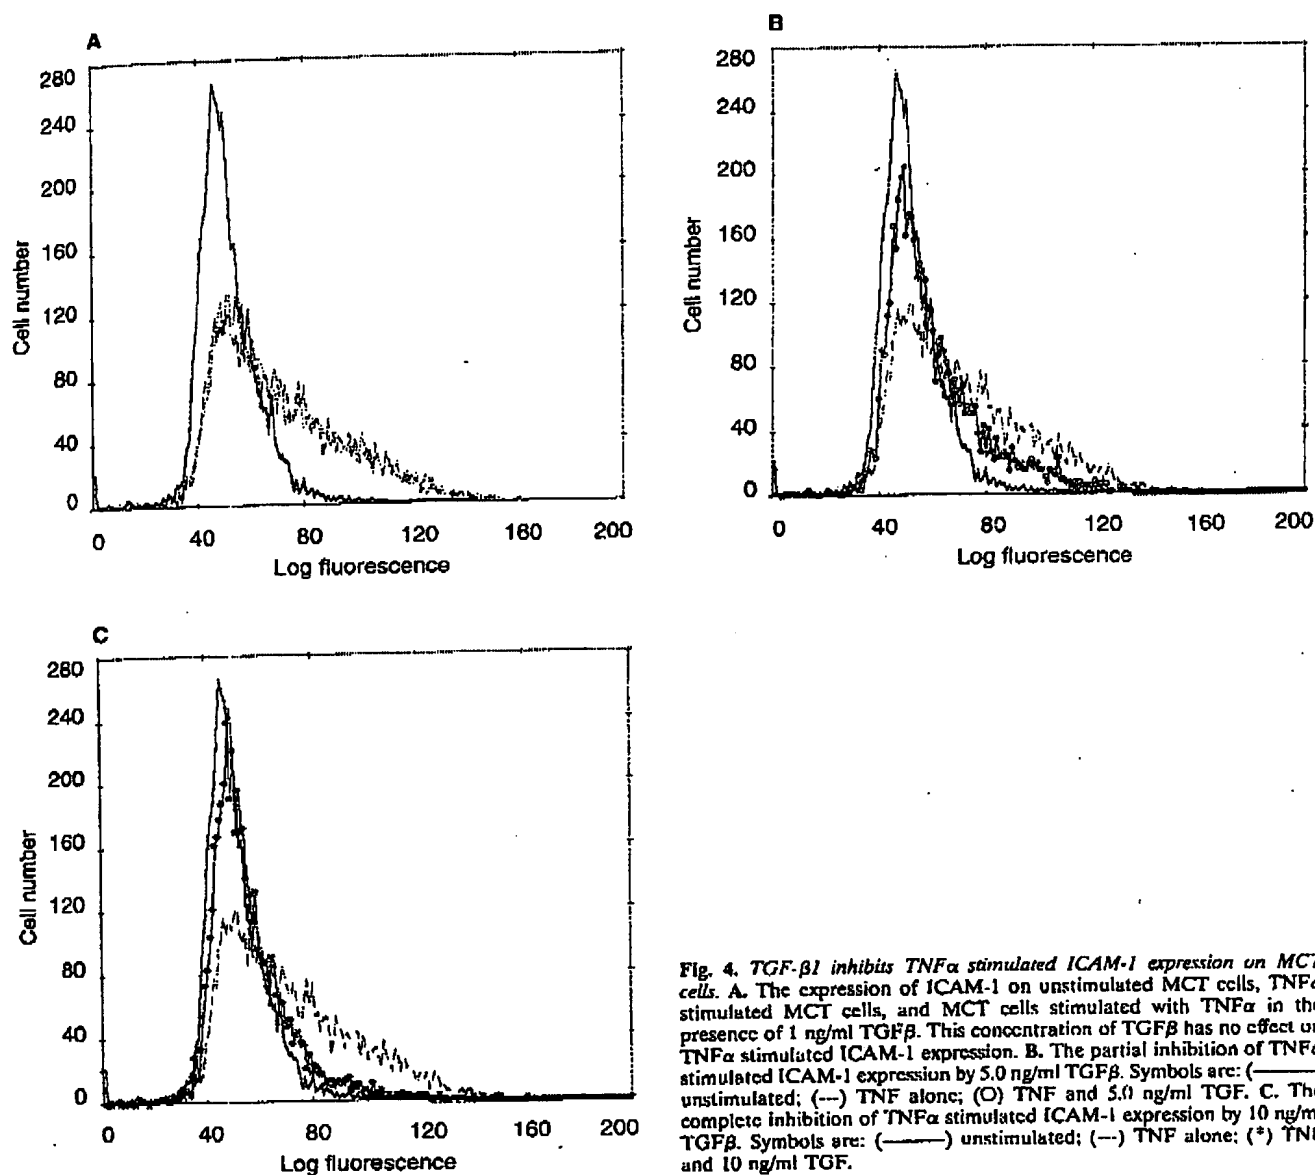 A
280
240
200
160
120
80
40
0
Cell number
0 40 80 120 160 200
Log fluorescence
B
280
240
200
160
120
80
40
0
Cell number
0 40 80 120 160 200
Log fluorescence
C
280
240
200
160
120
80
40
0
Cell number
0 40 80 120 160 200
Log fluorescence
Fig. 4. TGF-β1 inhibits TNFα stimulated ICAM-1 expression on MCT
cells. A. The expression of ICAM-1 on unstimulated MCT cells, TNFα
stimulated MCT cells, and MCT cells stimulated with TNFα in the
presence of 1 ng/ml TGFβ. This concentration of TGFβ has no effect on
TNFα stimulated ICAM-1 expression. B. The partial inhibition of TNFα
stimulated ICAM-1 expression by 5.0 ng/ml TGFβ. Symbols are: (———
unstimulated; (---) TNF alone; (O) TNF and 5.0 ng/ml TGF. C. The
complete inhibition of TNFα stimulated ICAM-1 expression by 10 ng/ml
TGFβ. Symbols are: (———) unstimulated; (---) TNF alone; (*) TNF
and 10 ng/ml TGF.